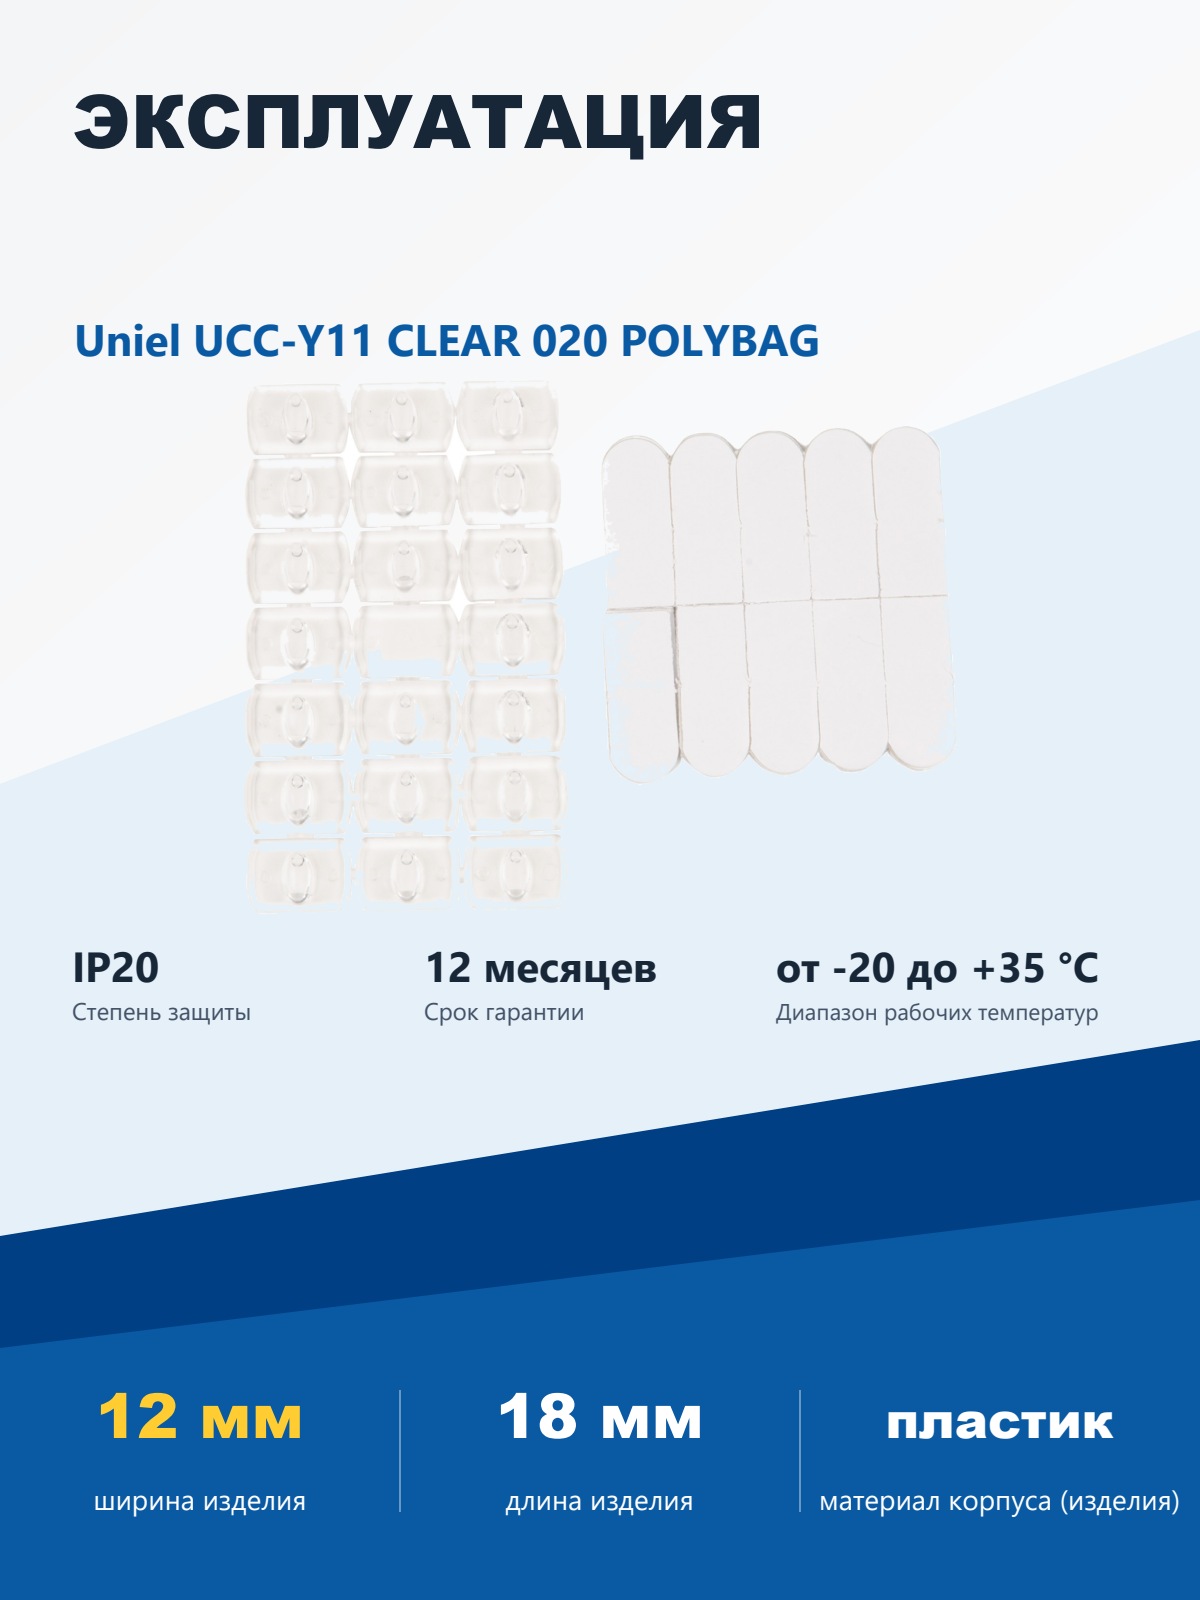 ЭКСПЛУАТАЦИЯ
Uniel UCC-Y11 CLEAR 020 POLYBAG
IP20
Степень защиты
12 месяцев
Срок гарантии
от -20 до +35 °C
Диапазон рабочих температур
12 мм
ширина изделия
18 мм
длина изделия
пластик
материал корпуса (изделия)